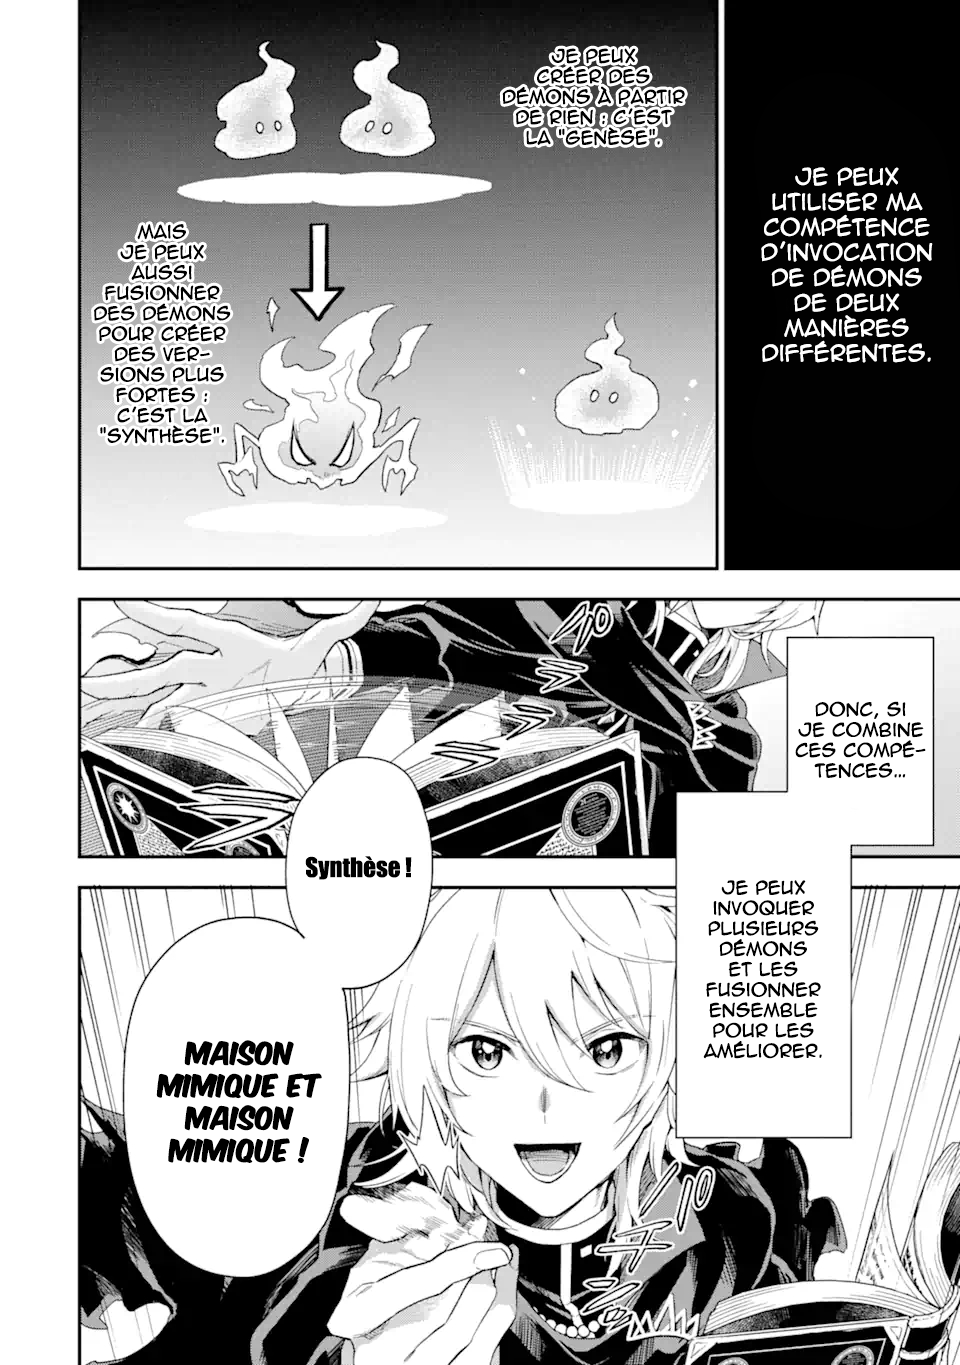 JE PEUX
UTILISER MA
COMPÉTENCE
D'INVOCATION
DE DÉMONS
DE DEUX
MANIÈRES
DIFFÉRENTES.
JE PEUX
CRÉER DES
DÉMONS À PARTIR
DE RIEN : C'EST
LA "GENÈSE".
MAIS
JE PEUX
AUSSI
FUSIONNER
DES DÉMONS
POUR CRÉER
DES VER-
SIONS PLUS
FORTES :
C'EST LA
"SYNTHÈSE".
DONC, SI
JE COMBINE
CES COMPÉ-
TENCES...
JE PEUX
INVOQUER
PLUSIEURS
DÉMONS
ET LES
FUSIONNER
ENSEMBLE
POUR LES
AMÉLIORER.
Synthèse !
MAISON
MIMIQUE ET
MAISON
MIMIQUE !